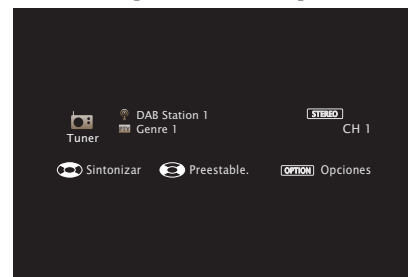 DAB Station 1
STEREO
Genre 1
CH 1
Tuner
Sintonizar
Preestable.
OPTION Opciones